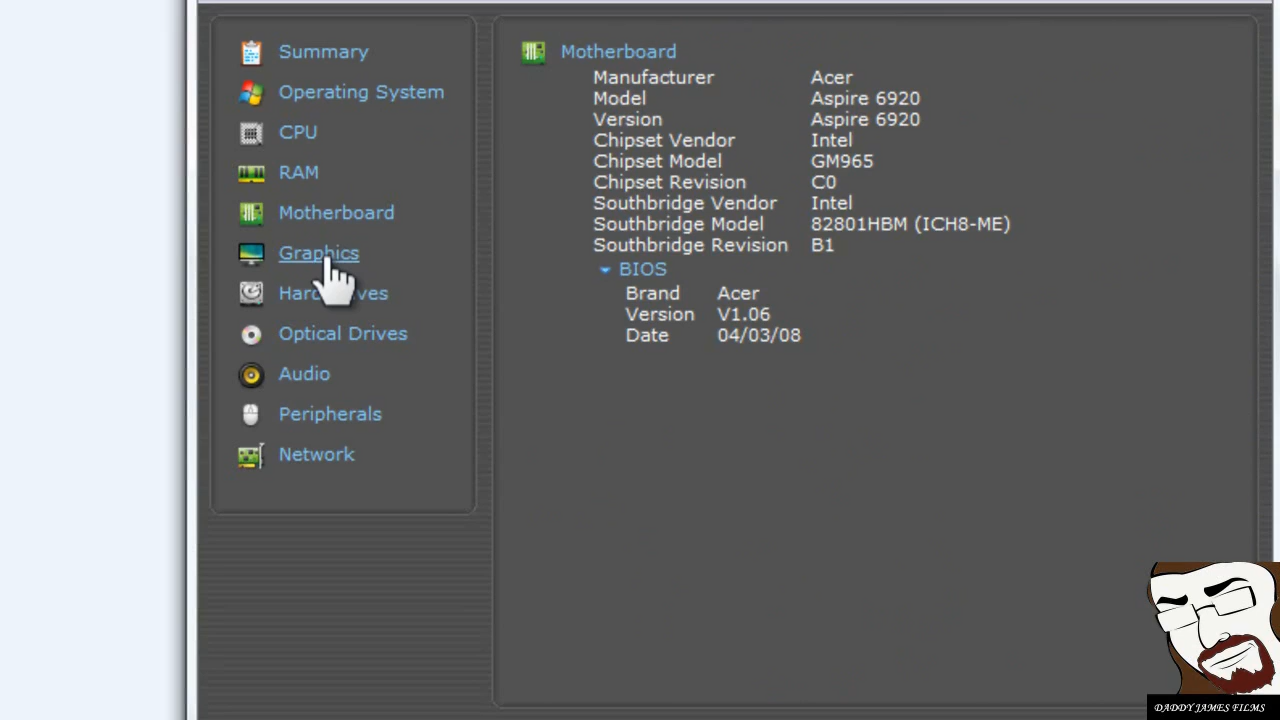 Summary
Operating System
CPU
RAM
Motherboard
Graphics
Optical Drives
Audio
Peripherals
Network
Motherboard
Manufacturer Acer
Model Aspire 6920
Version Aspire 6920
Chipset Vendor Intel
Chipset Model GM965
Chipset Revision C0
Southbridge Vendor Intel
Southbridge Model 82801HBM (ICH8-ME)
Southbridge Revision B1
BIOS
Brand Acer
Version V1.06
Date 04/03/08
DADDY JAMES FILMS